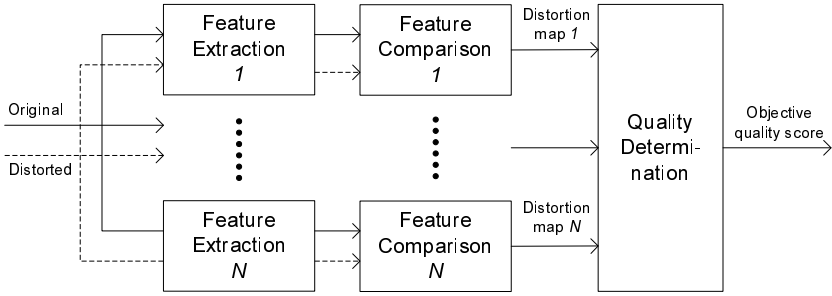 Feature
Extraction
1
Feature
Comparison
1
Distortion
map 1
Original
Distorted
Quality
Determi-
nation
Objective
quality score
Feature
Extraction
N
Feature
Comparison
N
Distortion
map N